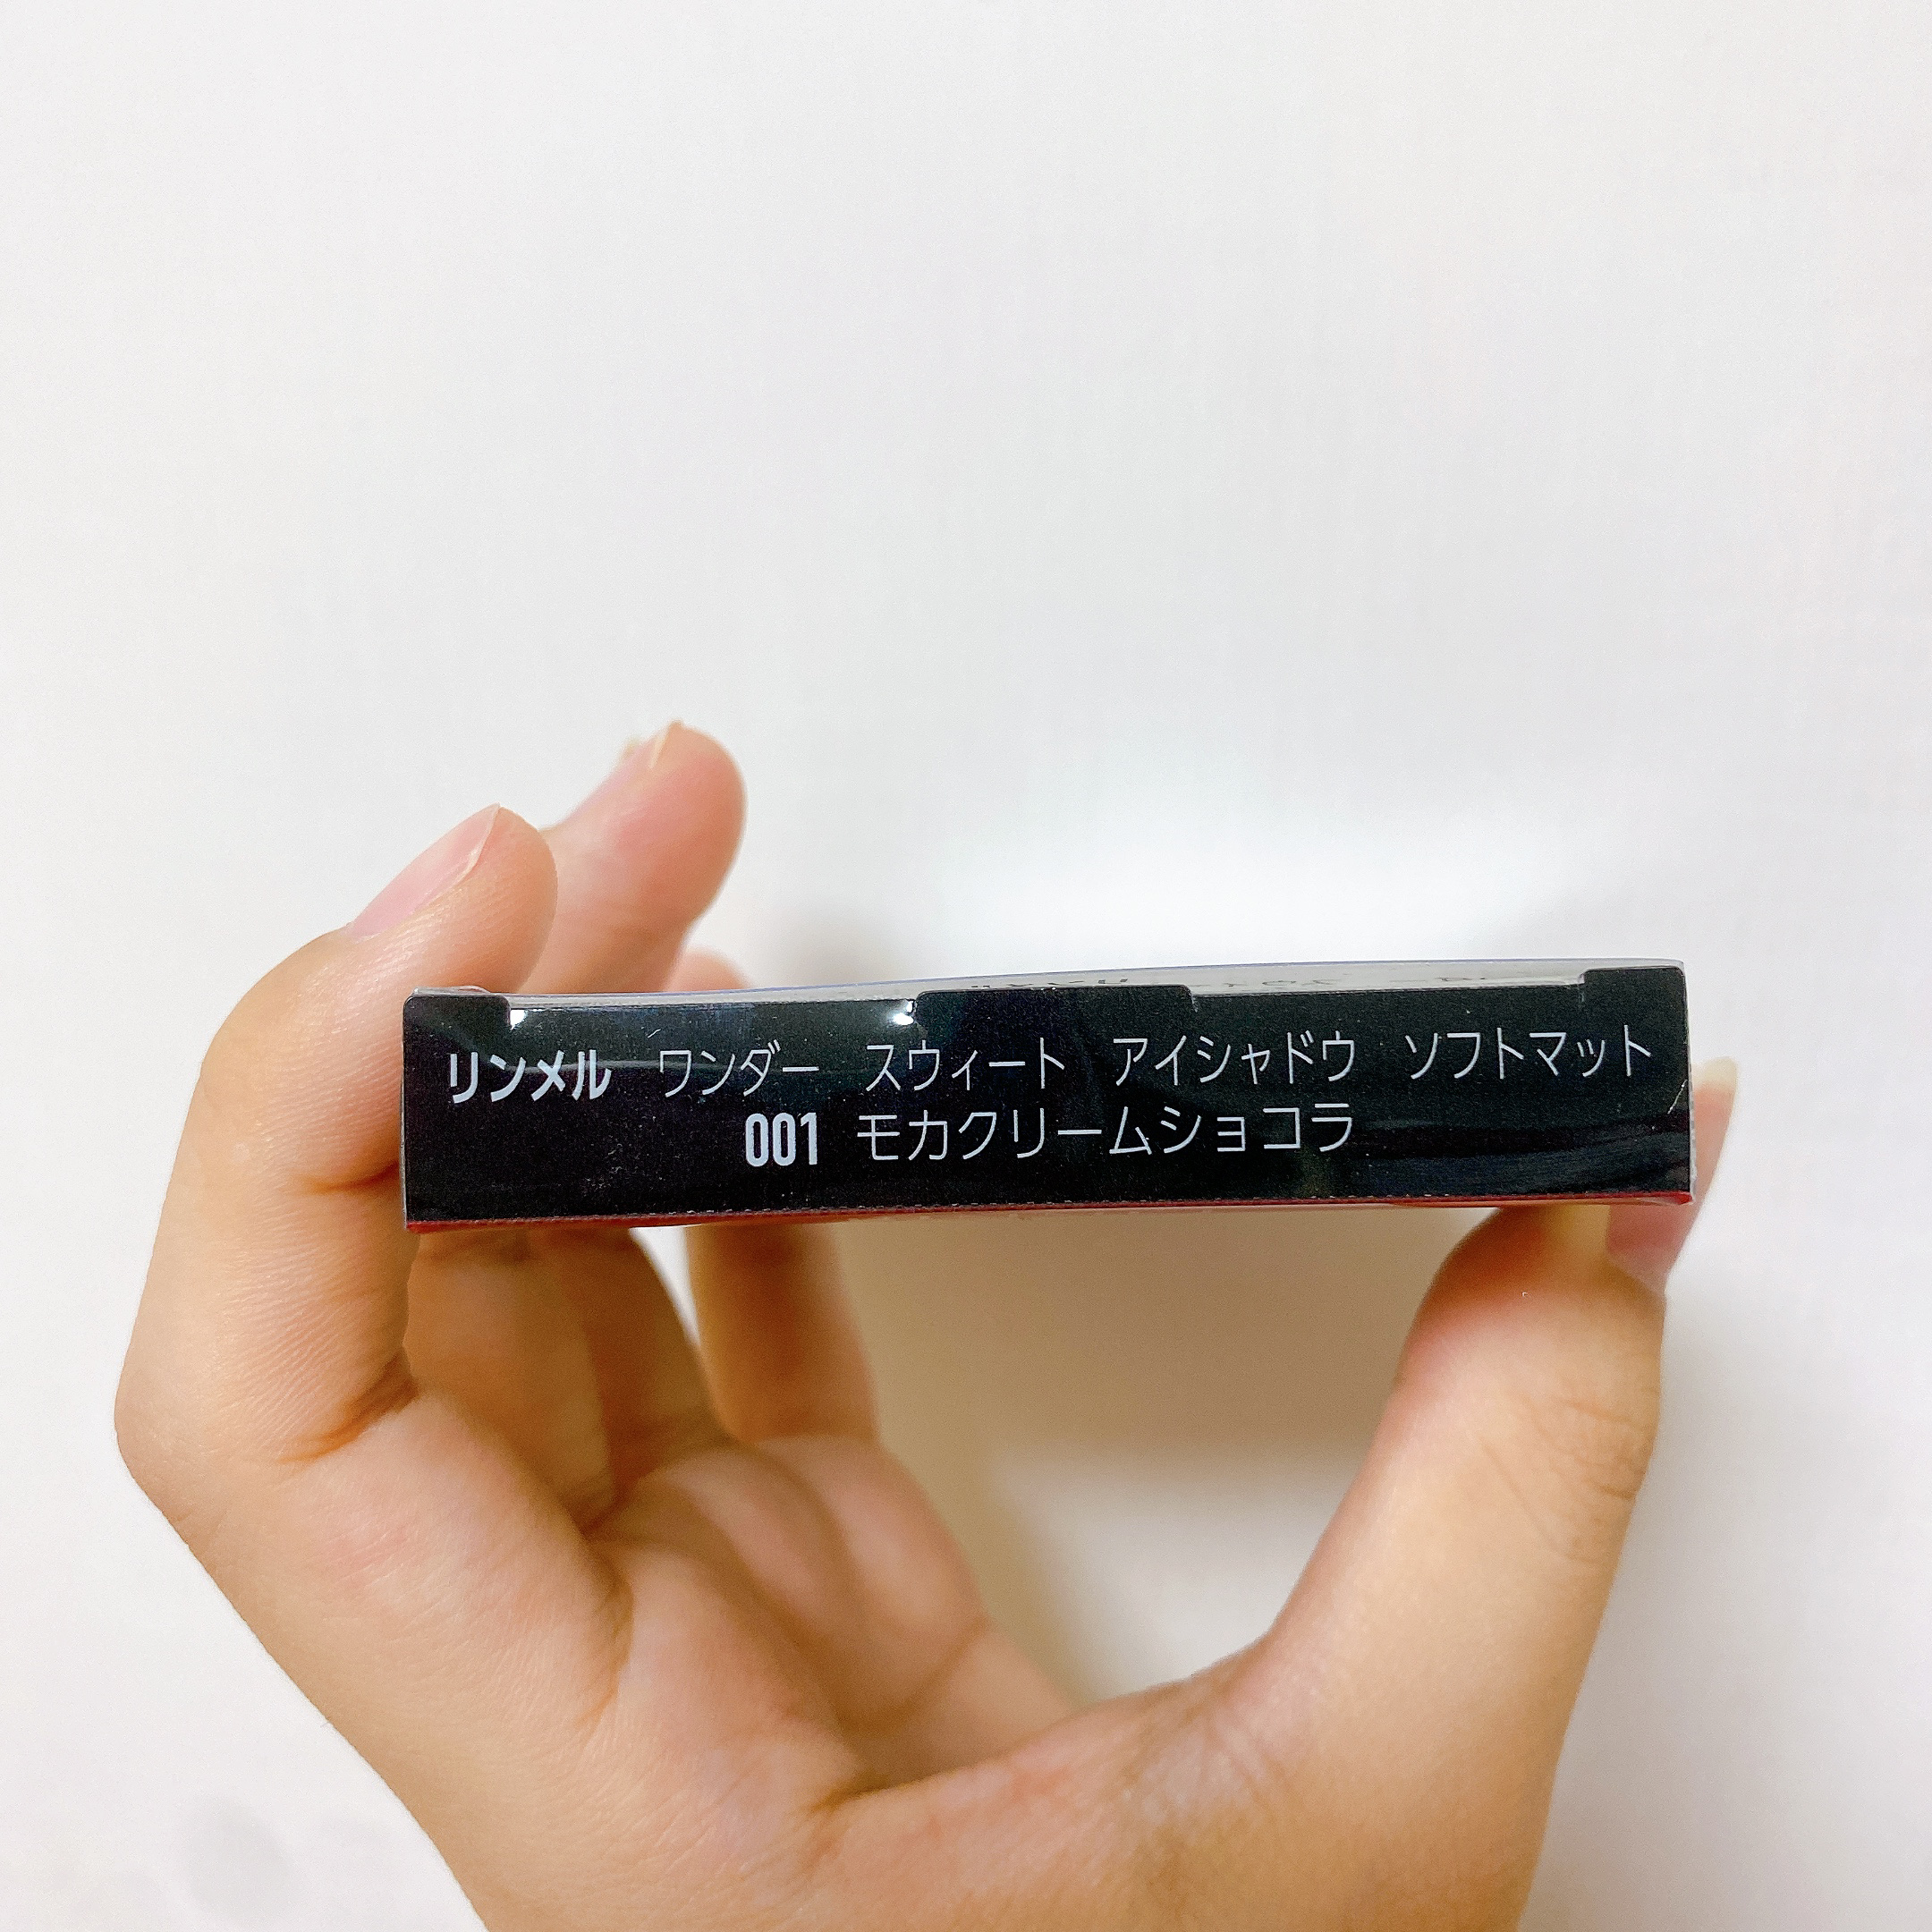 リンメル ワンダー スウィート アイシャドウ ソフトマット
001 モカクリームショコラ